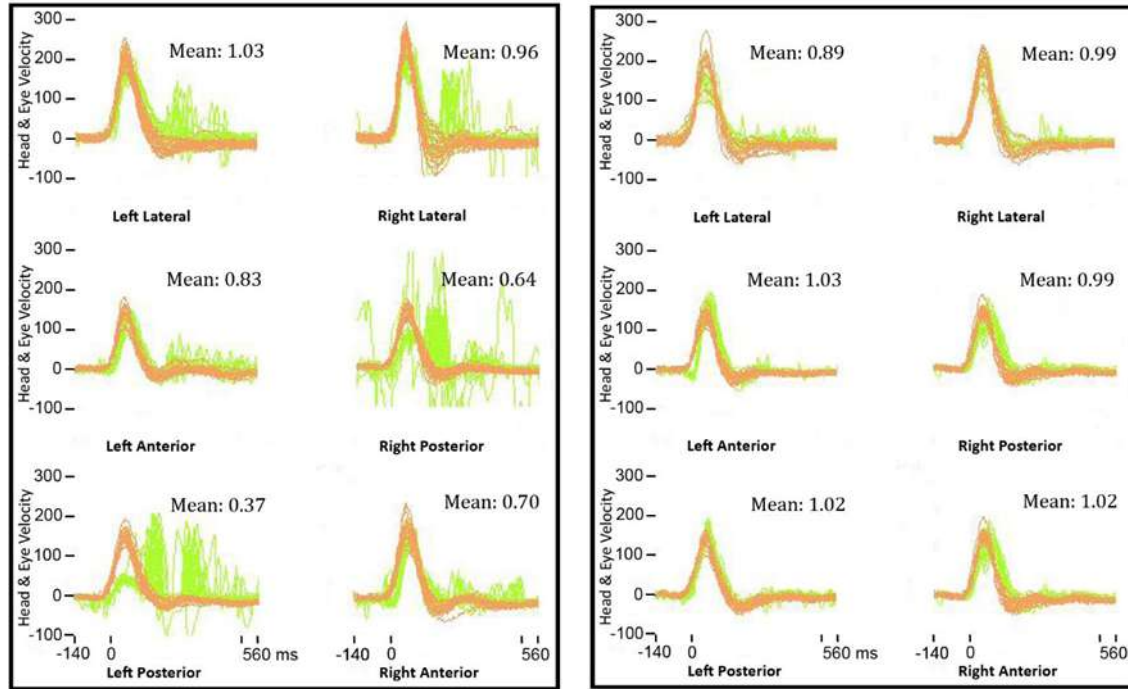 300
200
100
0
-100
Head & Eye Velocity
Mean: 1.03
Mean: 0.96
Left Lateral
Right Lateral
300
200
100
0
-100
Head & Eye Velocity
Mean: 0.83
Mean: 0.64
Left Anterior
Right Posterior
300
200
100
0
-100
Head & Eye Velocity
Mean: 0.37
Mean: 0.70
-140 0 560 ms
-140 0 560
Left Posterior
Right Anterior
300
200
100
0
-100
Head & Eye Velocity
Mean: 0.89
Mean: 0.99
Left Lateral
Right Lateral
300
200
100
0
-100
Head & Eye Velocity
Mean: 1.03
Mean: 0.99
Left Anterior
Right Posterior
300
200
100
0
-100
Head & Eye Velocity
Mean: 1.02
Mean: 1.02
-140 0 560 ms
-140 0 560
Left Posterior
Right Anterior